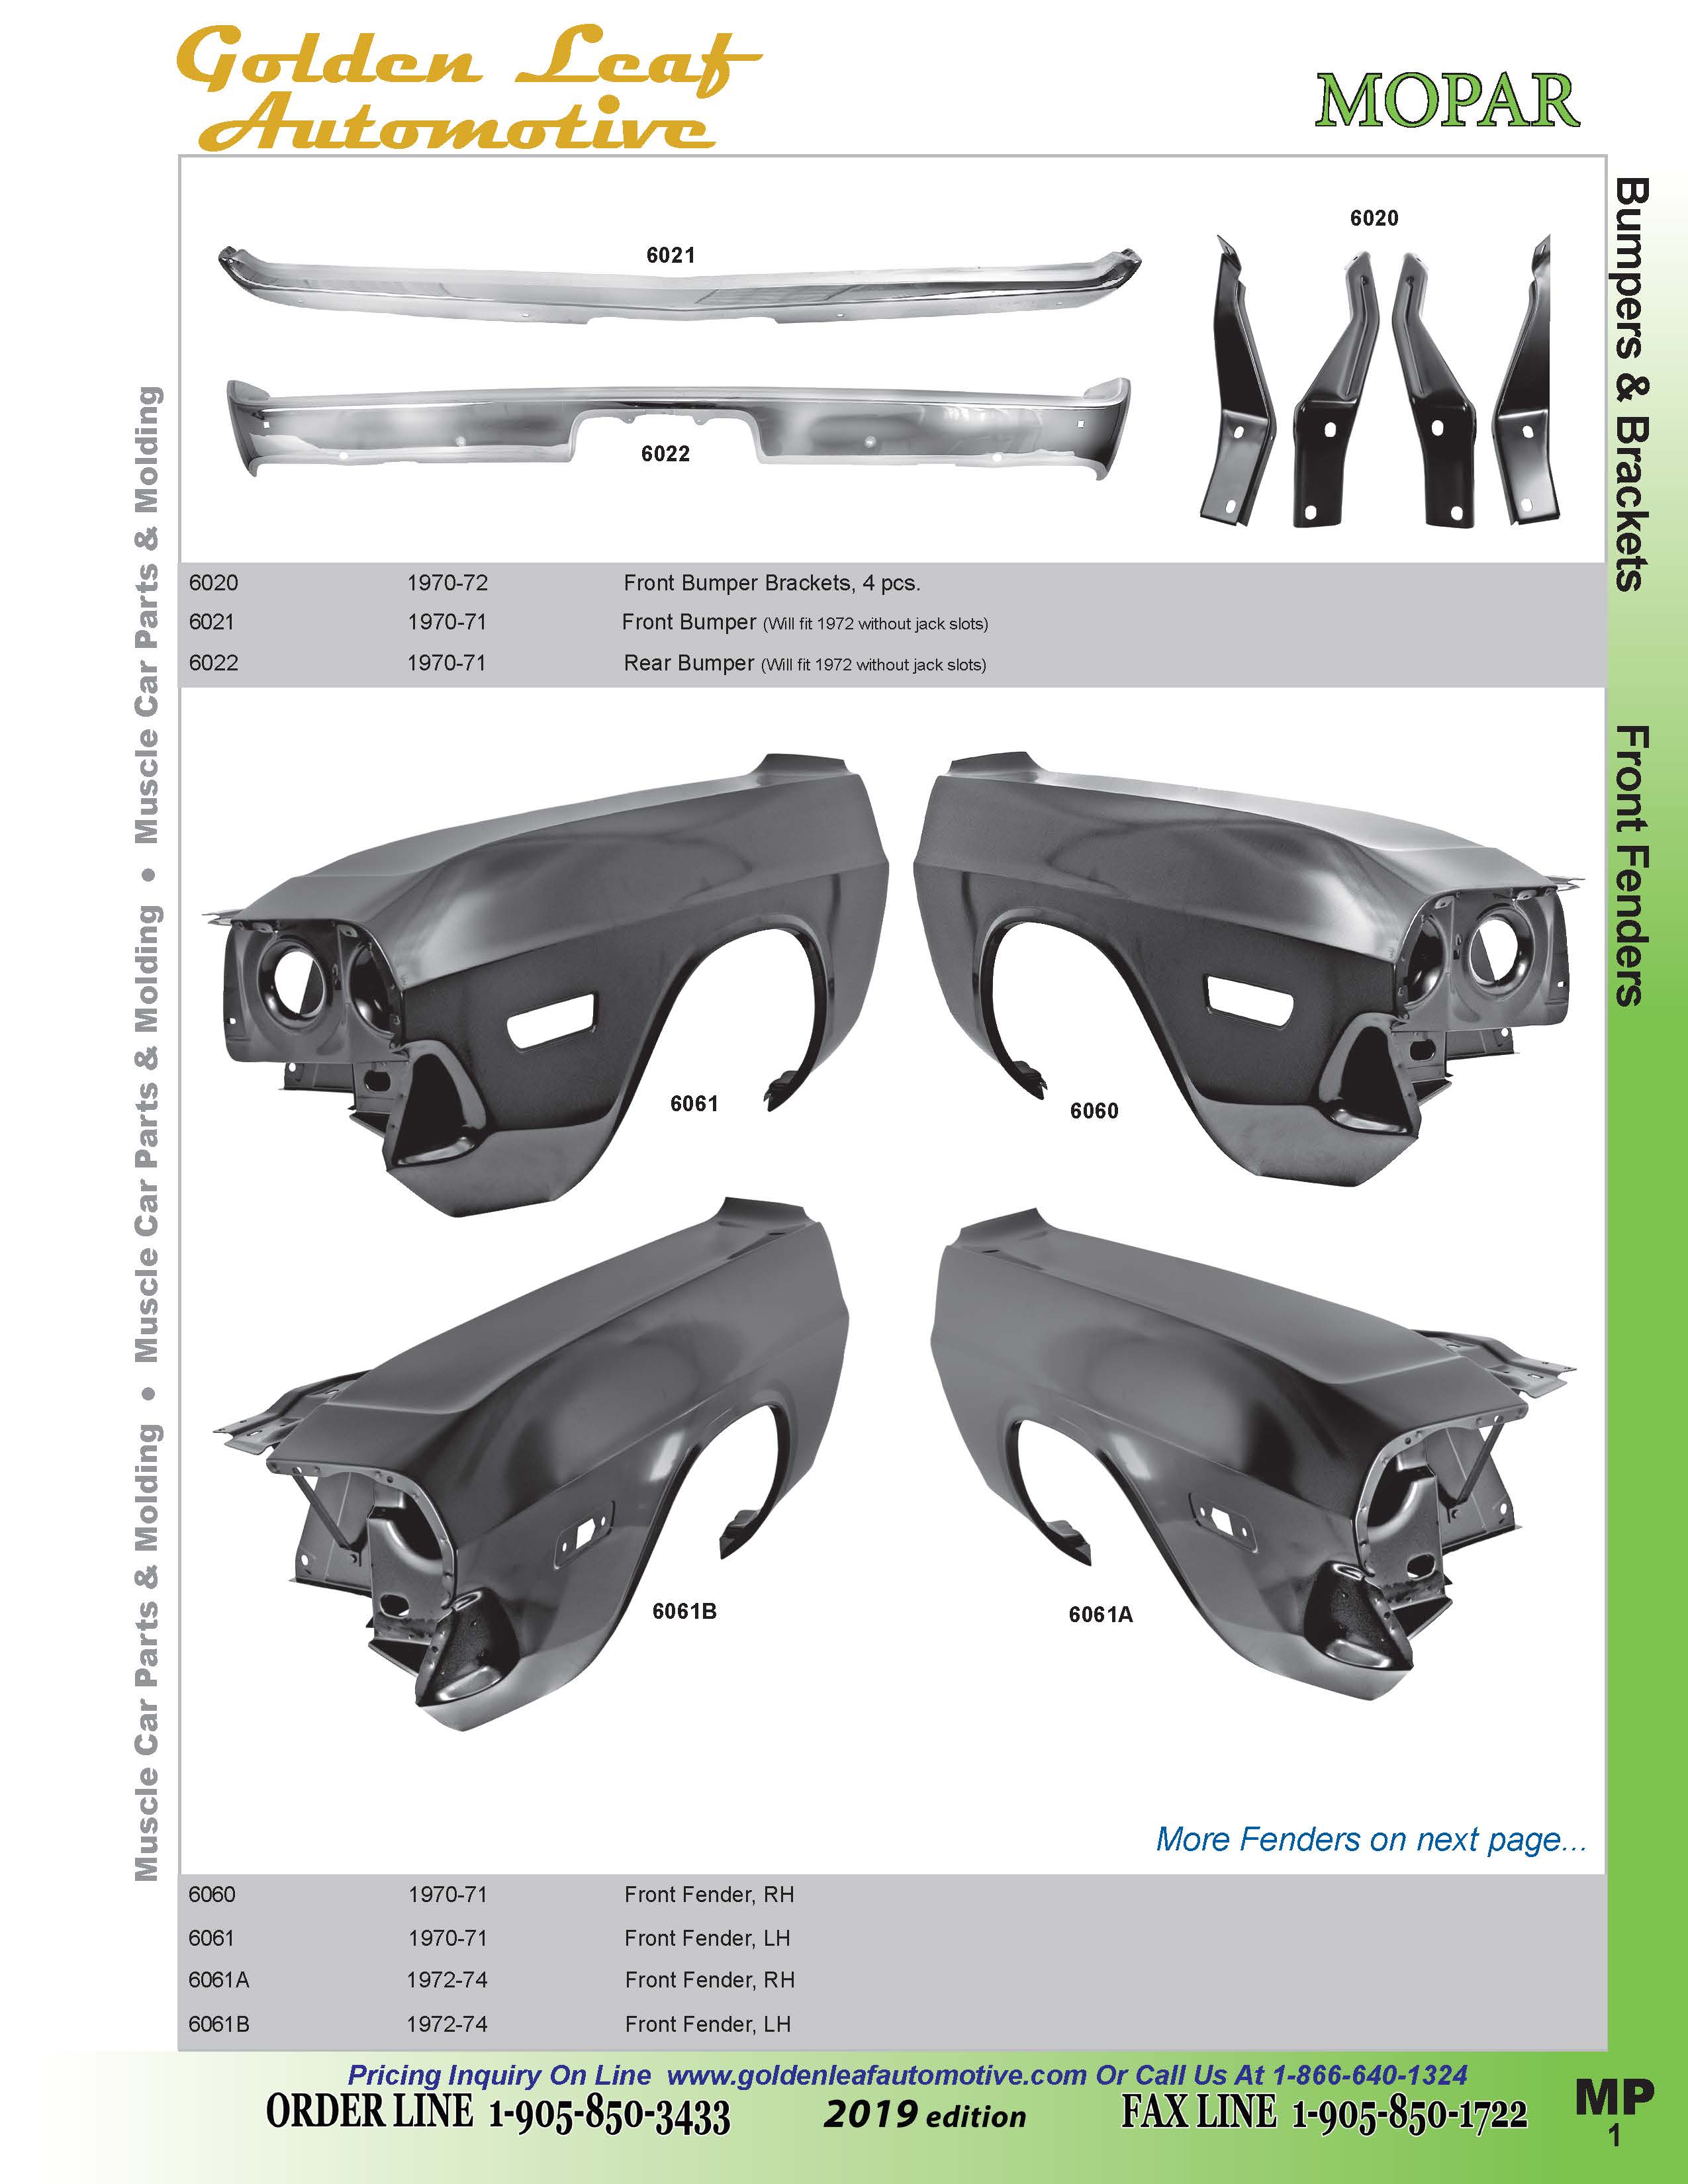 Golden Leaf
Automotive
MOPAR
6021
6020
6022
Bumpers & Brackets
6020 1970-72 Front Bumper Brackets, 4 pcs.
6021 1970-71 Front Bumper (Will fit 1972 without jack slots)
6022 1970-71 Rear Bumper (Will fit 1972 without jack slots)
Front Fenders
Muscle Car Parts & Molding • Muscle Car Parts & Molding • Muscle Car Parts & Molding
6061
6060
6061B
6061A
More Fenders on next page...
6060 1970-71 Front Fender, RH
6061 1970-71 Front Fender, LH
6061A 1972-74 Front Fender, RH
6061B 1972-74 Front Fender, LH
Pricing Inquiry On Line www.goldenleafautomotive.com Or Call Us At 1-866-640-1324
ORDER LINE 1-905-850-3433 2019 edition FAX LINE 1-905-850-1722
MP
1